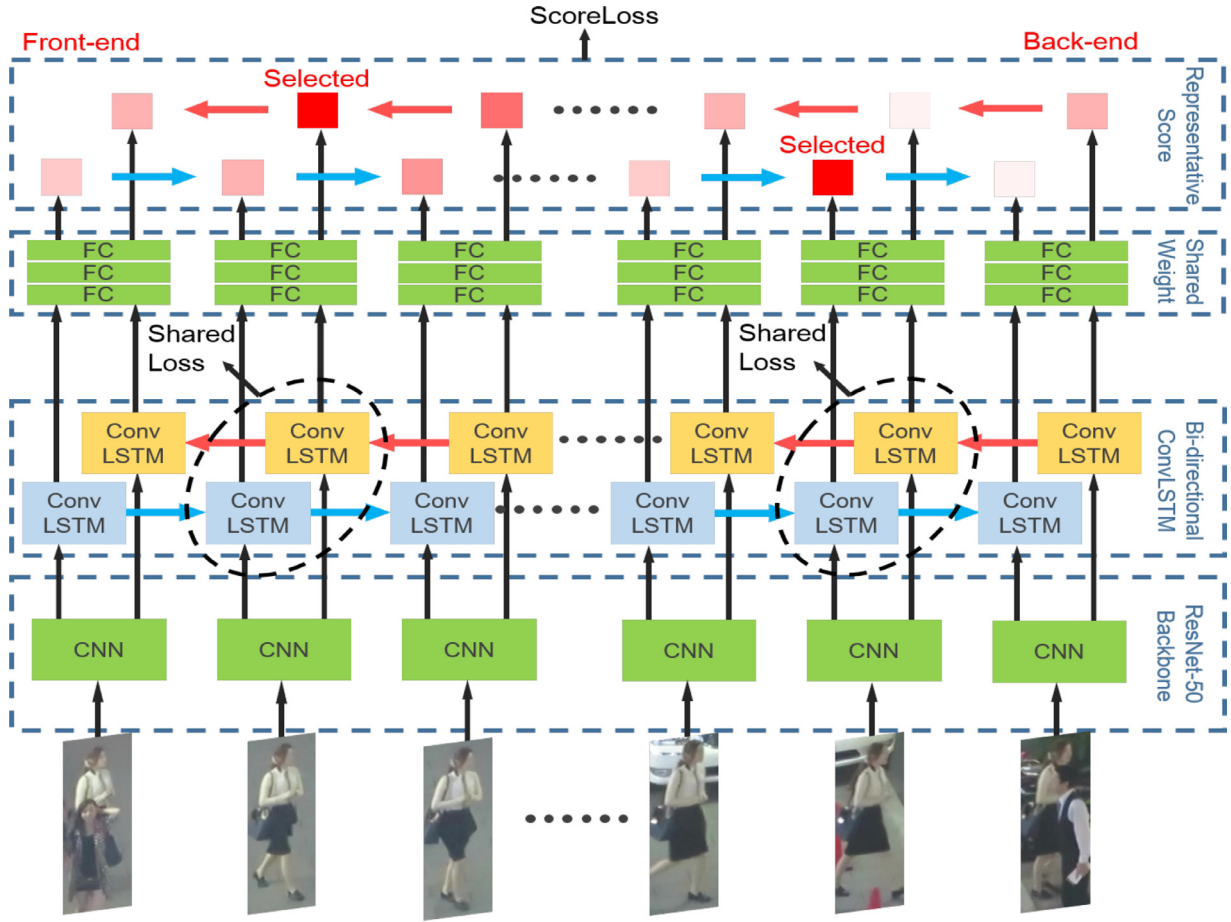 ScoreLoss
Front-end
Back-end
Selected
Selected
Representative
Score
FC FC FC FC FC FC
FC FC FC FC FC FC
FC FC FC FC FC FC
Shared
Weight
Shared
Loss
Shared
Loss
Conv Conv Conv Conv Conv Conv
LSTM LSTM LSTM LSTM LSTM LSTM
Conv Conv Conv Conv Conv Conv
LSTM LSTM LSTM LSTM LSTM LSTM
Bi-directional
ConvLSTM
CNN CNN CNN CNN CNN CNN
ResNet-50
Backbone